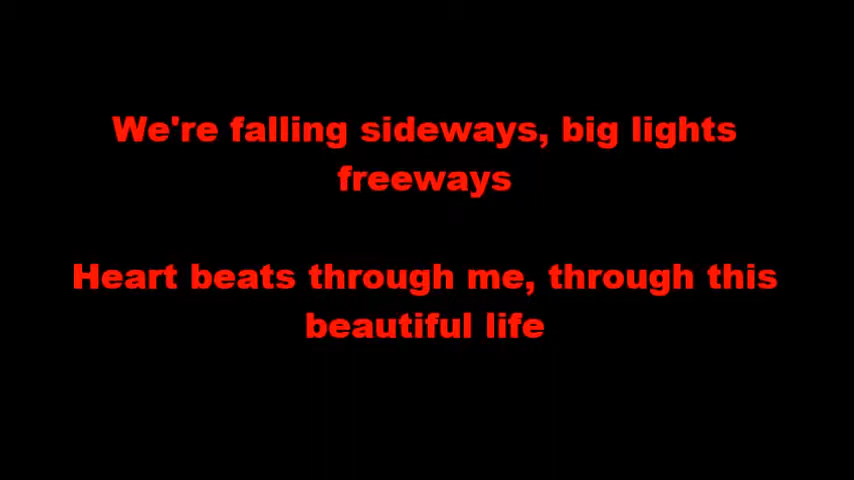 We're falling sideways, big lights
freeways
Heart beats through me, through this
beautiful life